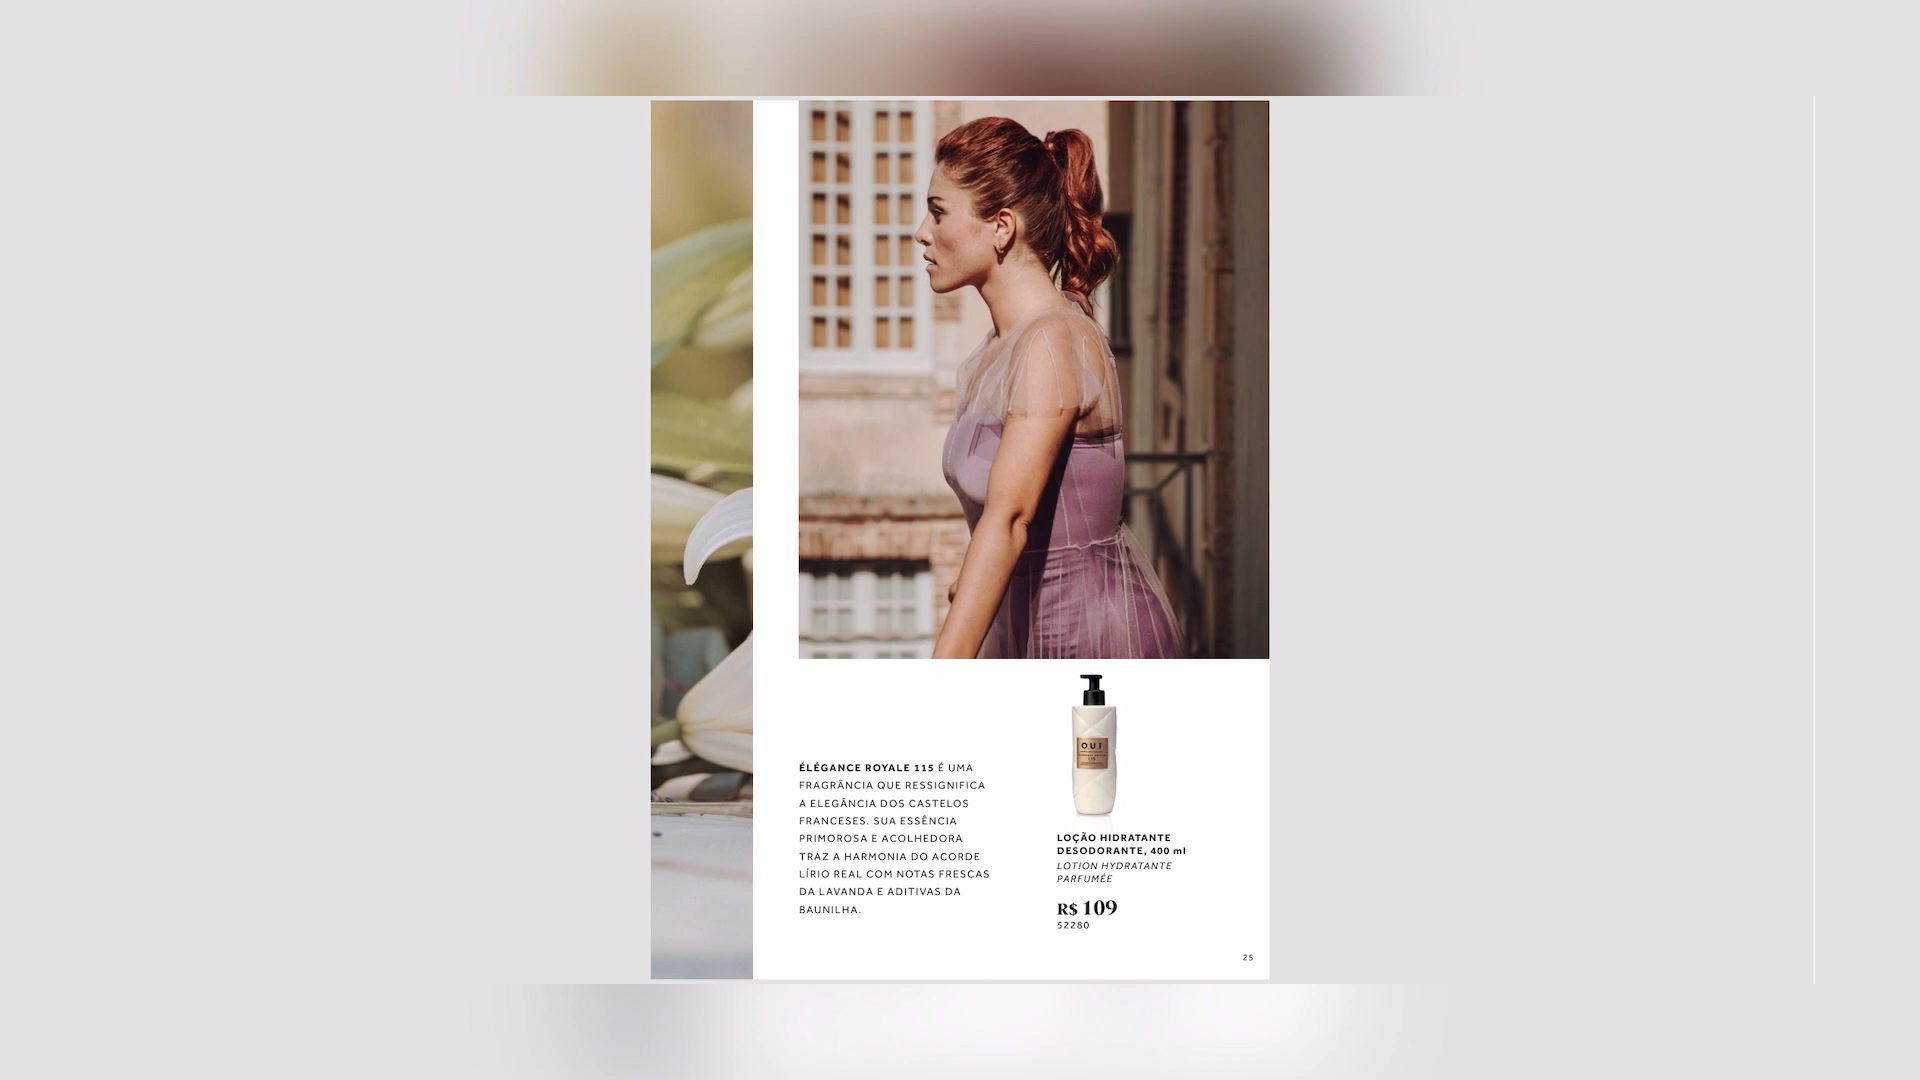 O.U.I
115
ÉLÉGANCE ROYALE 115 É UMA
FRAGRÂNCIA QUE RESSIGNIFICA
A ELEGÂNCIA DOS CASTELOS
FRANCESES. SUA ESSÊNCIA
PRIMOROSA E ACOLHEDORA
TRAZ A HARMONIA DO ACORDE
LÍRIO REAL COM NOTAS FRESCAS
DA LAVANDA E ADITIVAS DA
BAUNILHA.
LOÇÃO HIDRATANTE
DESODORANTE, 400 ml
LOTION HYDRATANTE
PARFUMÉE
R$ 109
52280
25